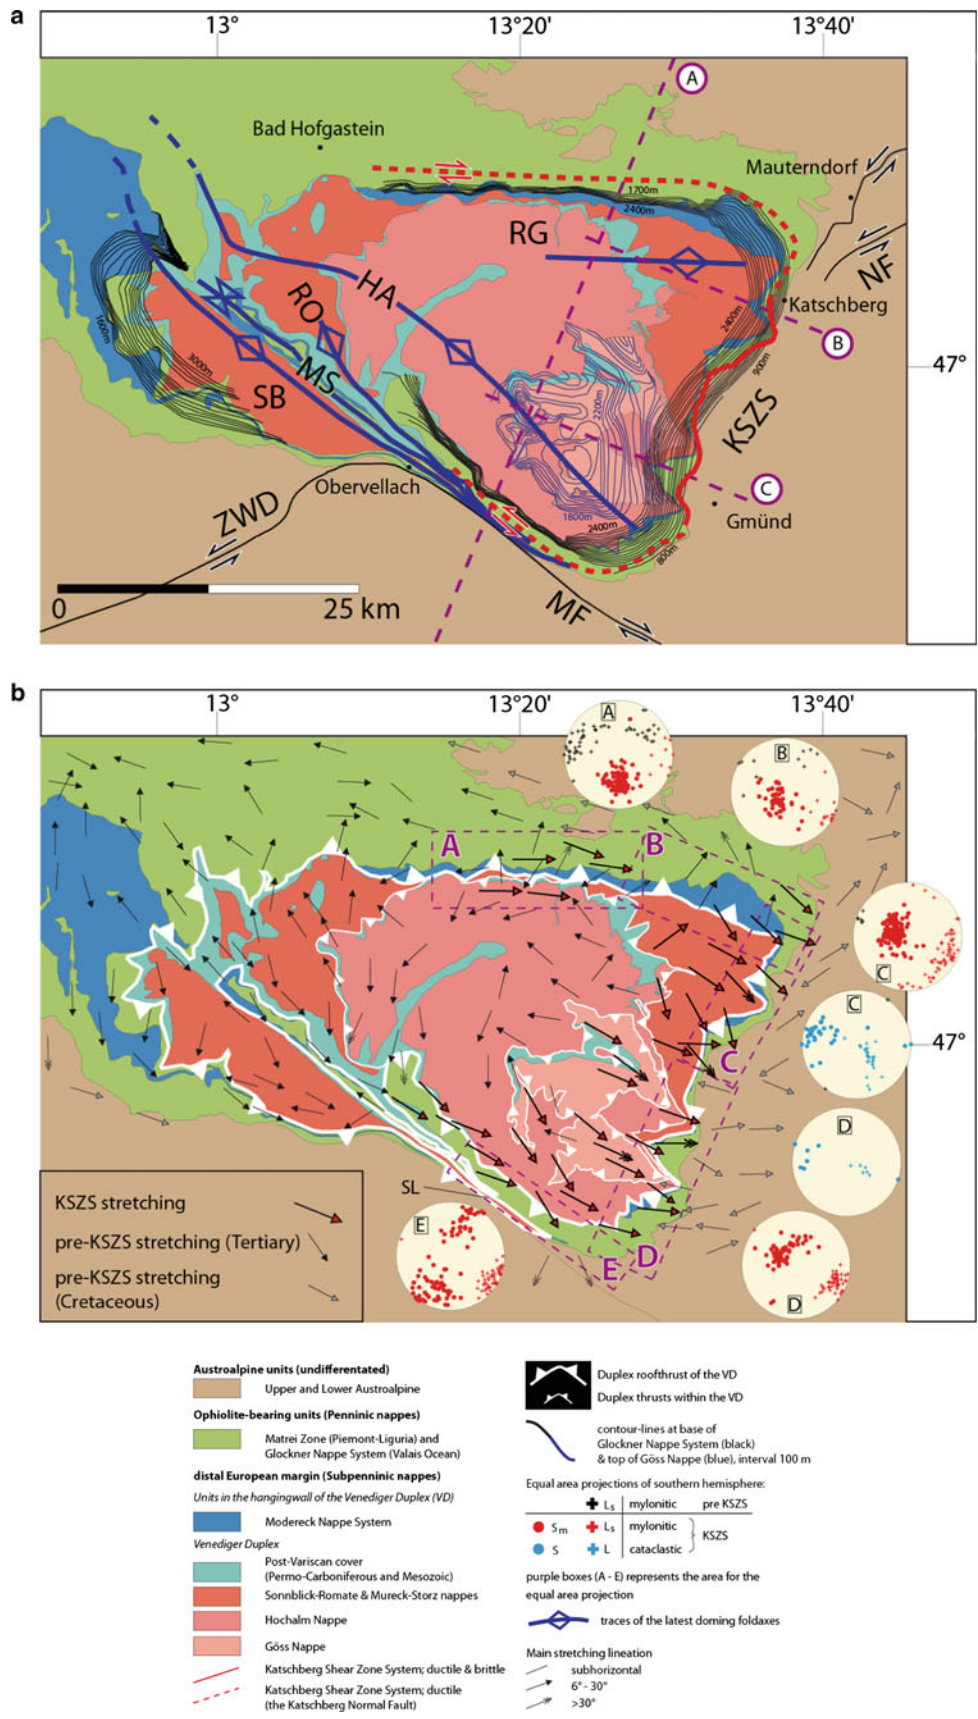 a
13°
13°20'
13°40'
A
Bad Hofgastein
Mauterndorf
1700m
2400m
RG
NF
HA
RO
Katschberg
2400m
B
1600m
3000m
MS
900m
47°
SB
2200m
KSZS
C
Obervellach
1800m
2400m
Gmünd
ZWD
800m
0
25 km
MF
b
13°
13°20'
13°40'
A
B
A
B
C
C
47°
C
D
SL
KSZS stretching
pre-KSZS stretching (Tertiary)
pre-KSZS stretching
(Cretaceous)
E
E
D
D
Austroalpine units (undifferentated)
Upper and Lower Austroalpine
Ophiolite-bearing units (Penninic nappes)
Matrei Zone (Piemont-Liguria) and
Glockner Nappe System (Valais Ocean)
distal European margin (Subpenninic nappes)
Units in the hangingwall of the Venediger Duplex (VD)
Modereck Nappe System
Venediger Duplex
Post-Variscan cover
(Permo-Carboniferous and Mesozoic)
Sonnblick-Romate & Mureck-Storz nappes
Hochalm Nappe
Göss Nappe
Katschberg Shear Zone System; ductile & brittle
Katschberg Shear Zone System; ductile
(the Katschberg Normal Fault)
Duplex roofthrust of the VD
Duplex thrusts within the VD
contour-lines at base of
Glockner Nappe System (black)
& top of Göss Nappe (blue), interval 100 m
Equal area projections of southern hemisphere:
Ls mylonitic pre KSZS
Sm Ls mylonitic
KSZS
S L cataclastic
purple boxes (A - E) represents the area for the
equal area projection
traces of the latest doming foldaxes
Main stretching lineation
subhorizontal
6° - 30°
>30°